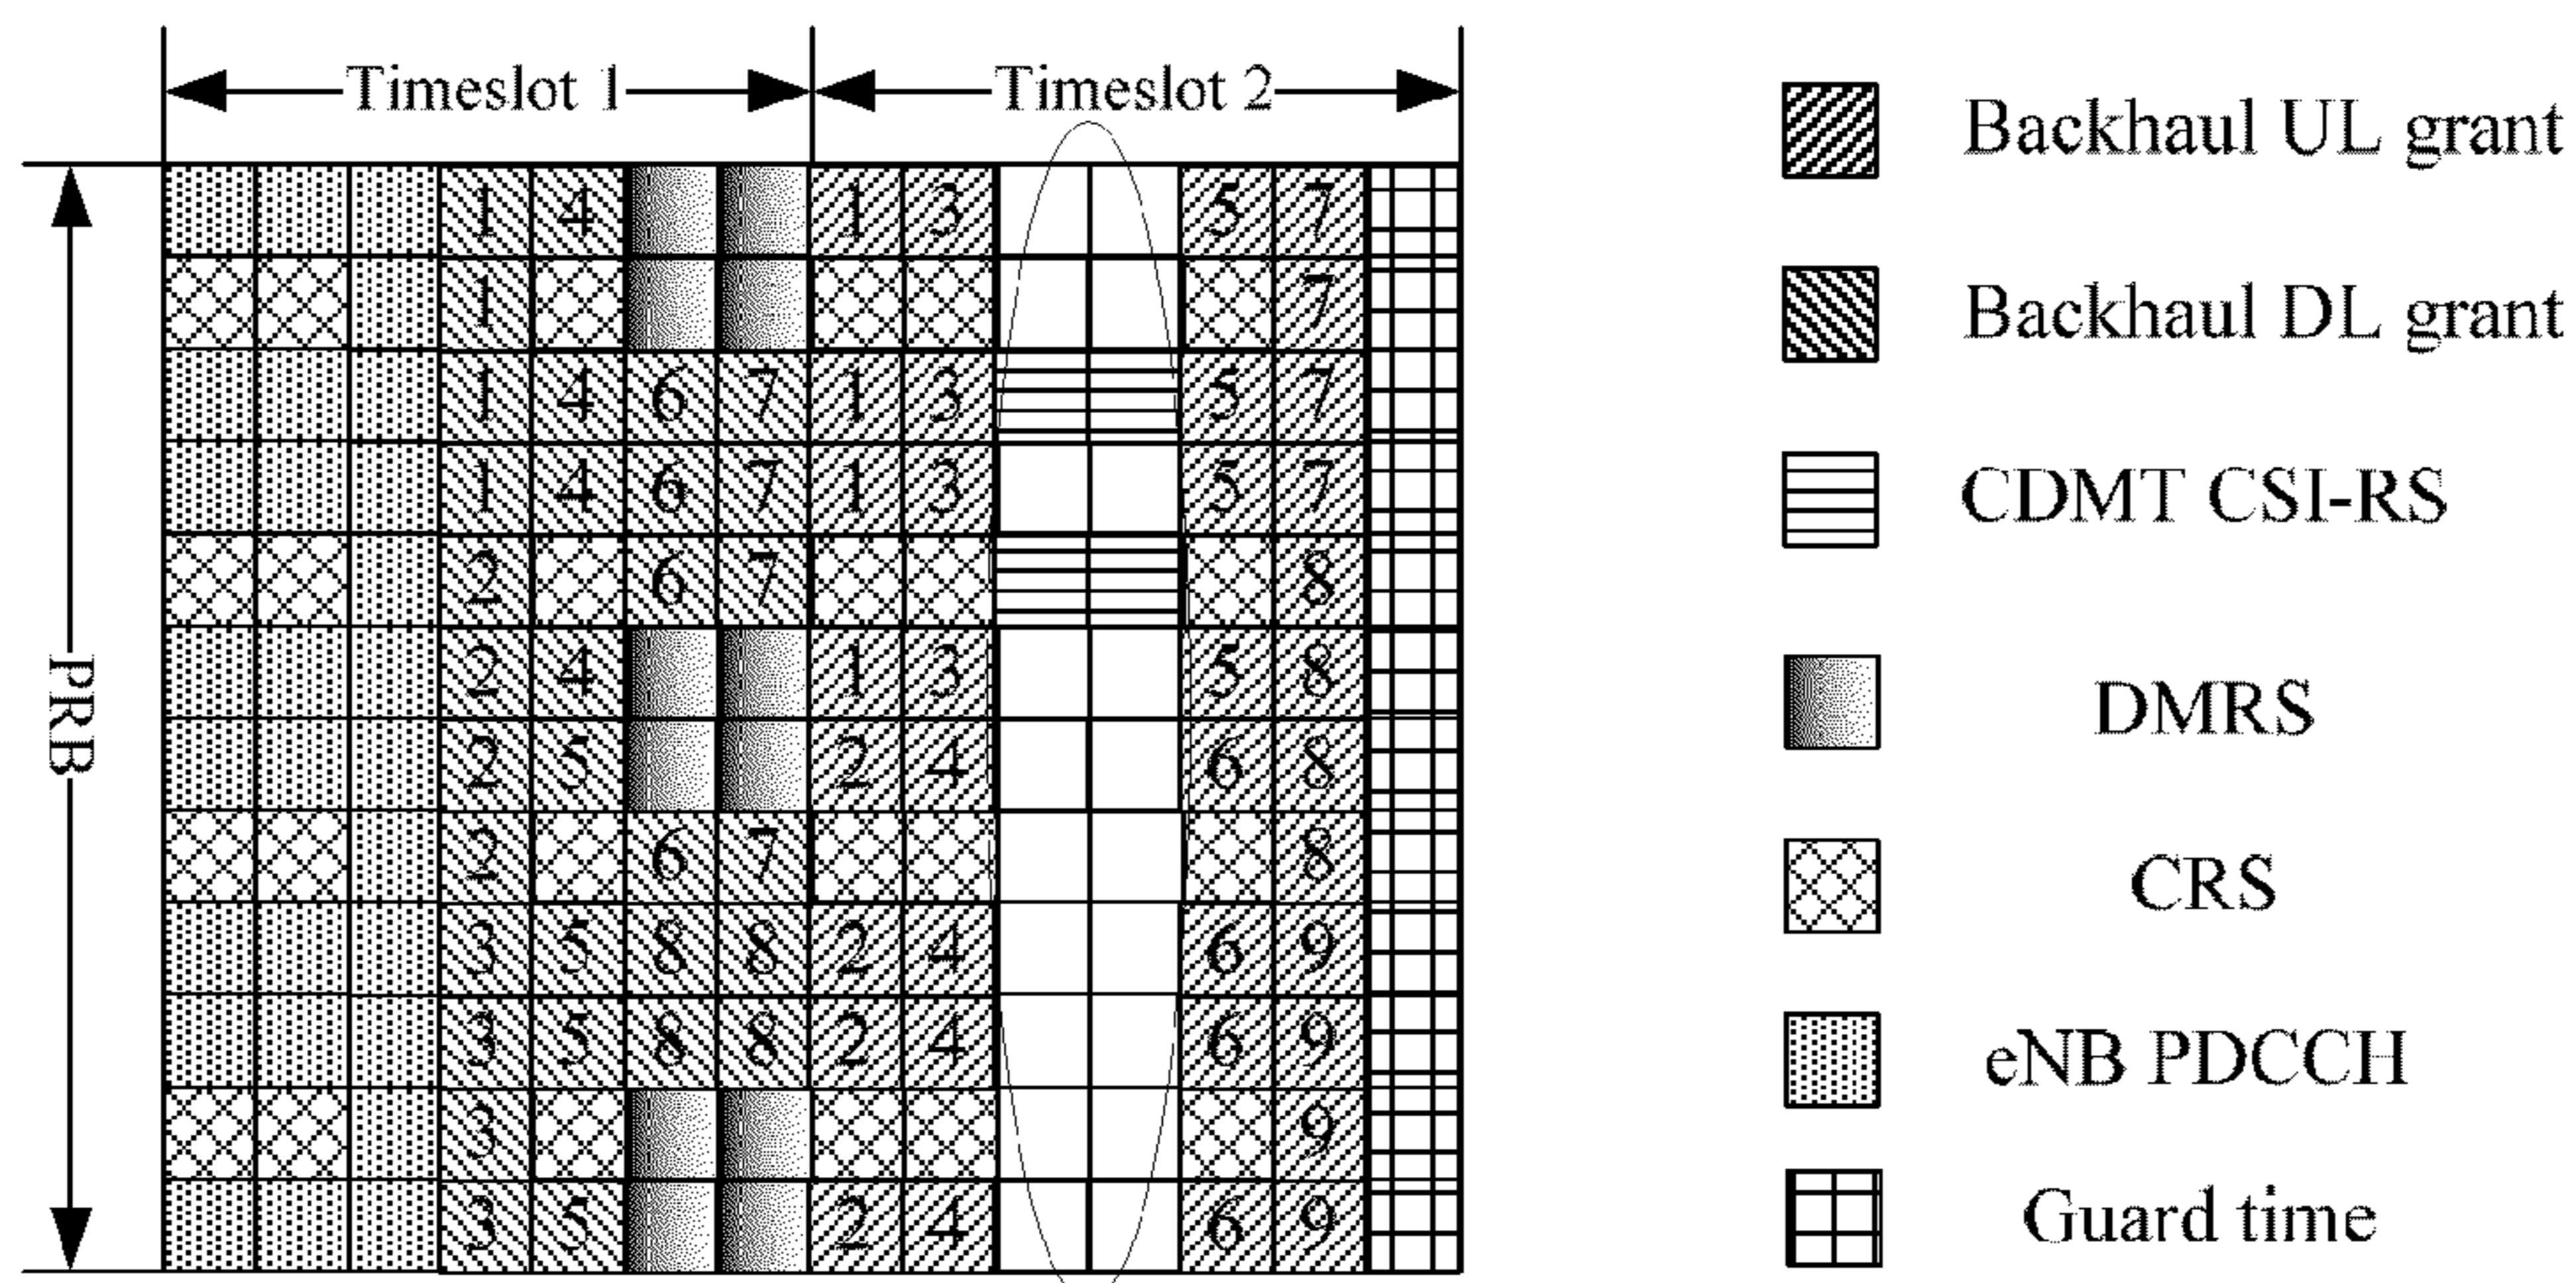 Timeslot 1 Timeslot 2
PRB
1 4 1 3 5 7
1 7
1 4 6 7 1 3 5 7
1 4 6 7 1 3 5 7
2 6 7 8
2 4 1 3 5 8
2 5 2 4 6 8
2 6 7 8
3 5 8 8 2 4 6 9
3 5 8 8 2 4 6 9
3 9
3 5 2 4 6 9
Backhaul UL grant
Backhaul DL grant
CDMT CSI-RS
DMRS
CRS
eNB PDCCH
Guard time